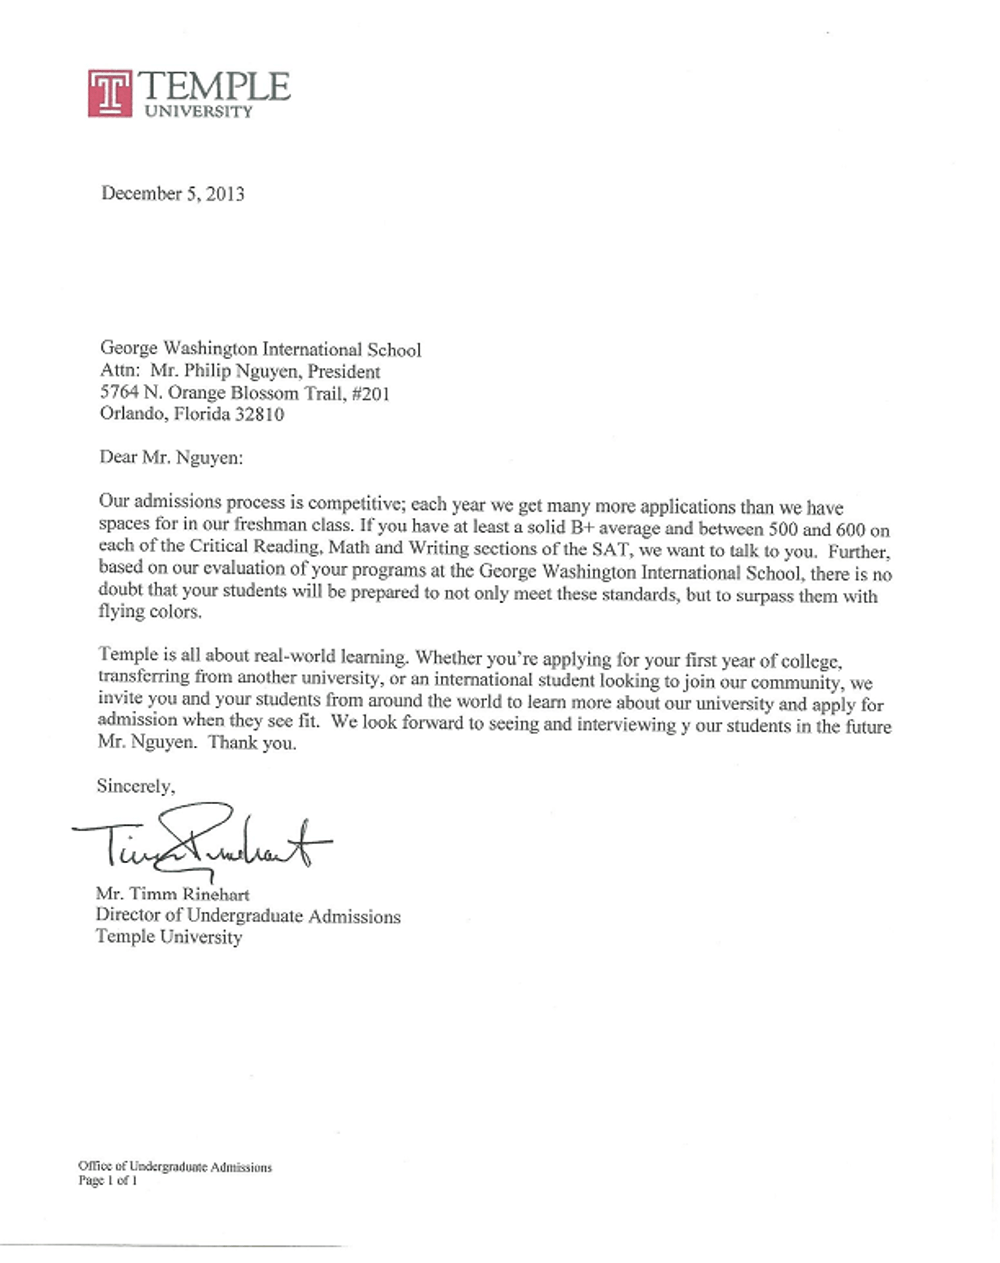 TEMPLE
UNIVERSITY
December 5, 2013
George Washington International School
Attn: Mr. Philip Nguyen, President
5764 N. Orange Blossom Trail, #201
Orlando, Florida 32810
Dear Mr. Nguyen:
Our admissions process is competitive; each year we get many more applications than we have
spaces for in our freshman class. If you have at least a solid B+ average and between 500 and 600 on
each of the Critical Reading, Math and Writing sections of the SAT, we want to talk to you. Further,
based on our evaluation of your programs at the George Washington International School, there is no
doubt that your students will be prepared to not only meet these standards, but to surpass them with
flying colors.
Temple is all about real-world learning. Whether you're applying for your first year of college,
transferring from another university, or an international student looking to join our community, we
invite you and your students from around the world to learn more about our university and apply for
admission when they see fit. We look forward to seeing and interviewing y our students in the future
Mr. Nguyen. Thank you.
Sincerely,
Timm Rinehart
Mr. Timm Rinehart
Director of Undergraduate Admissions
Temple University
Office of Undergraduate Admissions
Page 1 of 1